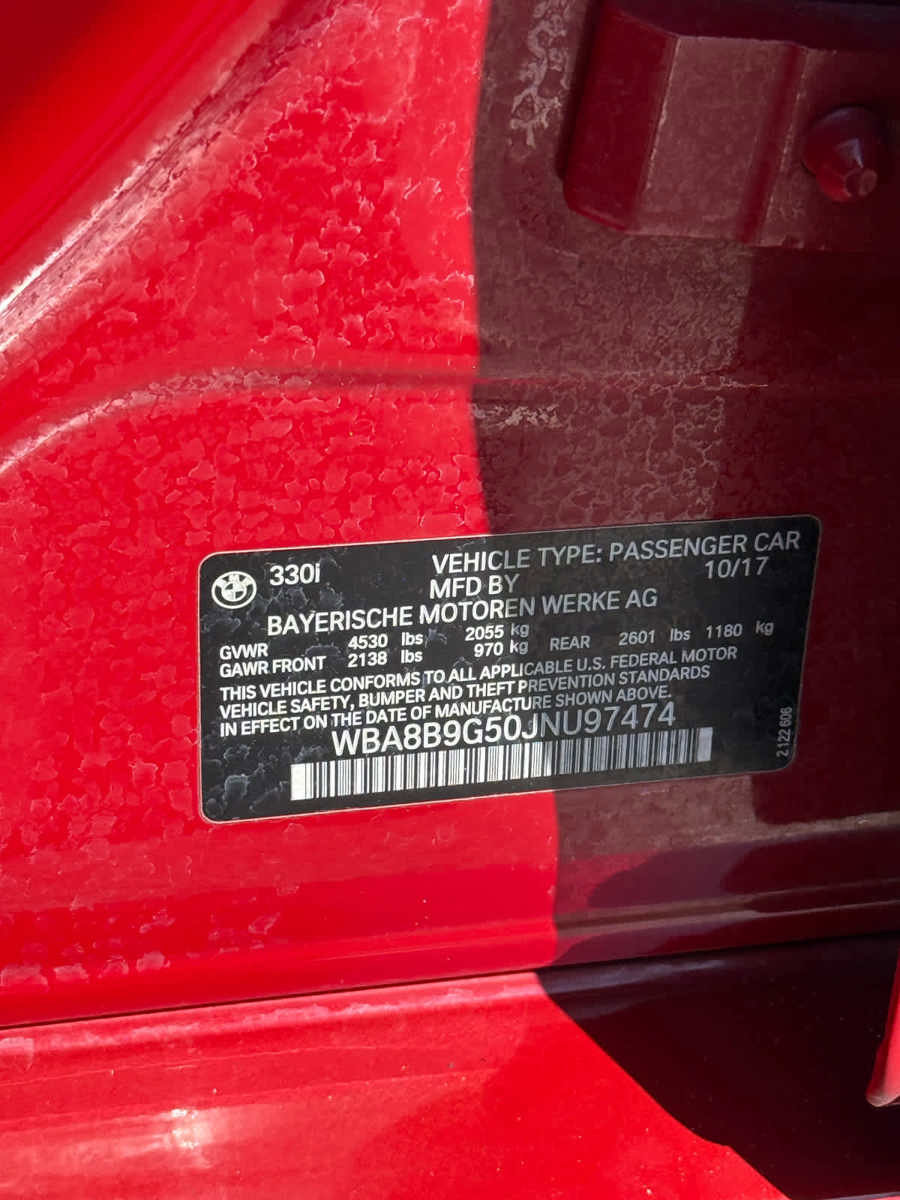 330i VEHICLE TYPE: PASSENGER CAR
MFD BY 10/17
BAYERISCHE MOTOREN WERKE AG
GVWR 4530 lbs 2055 kg
GAWR FRONT 2138 lbs 970 kg REAR 2601 lbs 1180 kg
THIS VEHICLE CONFORMS TO ALL APPLICABLE U.S. FEDERAL MOTOR
VEHICLE SAFETY, BUMPER AND THEFT PREVENTION STANDARDS
IN EFFECT ON THE DATE OF MANUFACTURE SHOWN ABOVE.
WBA8B9G50JNU97474
2 122 606